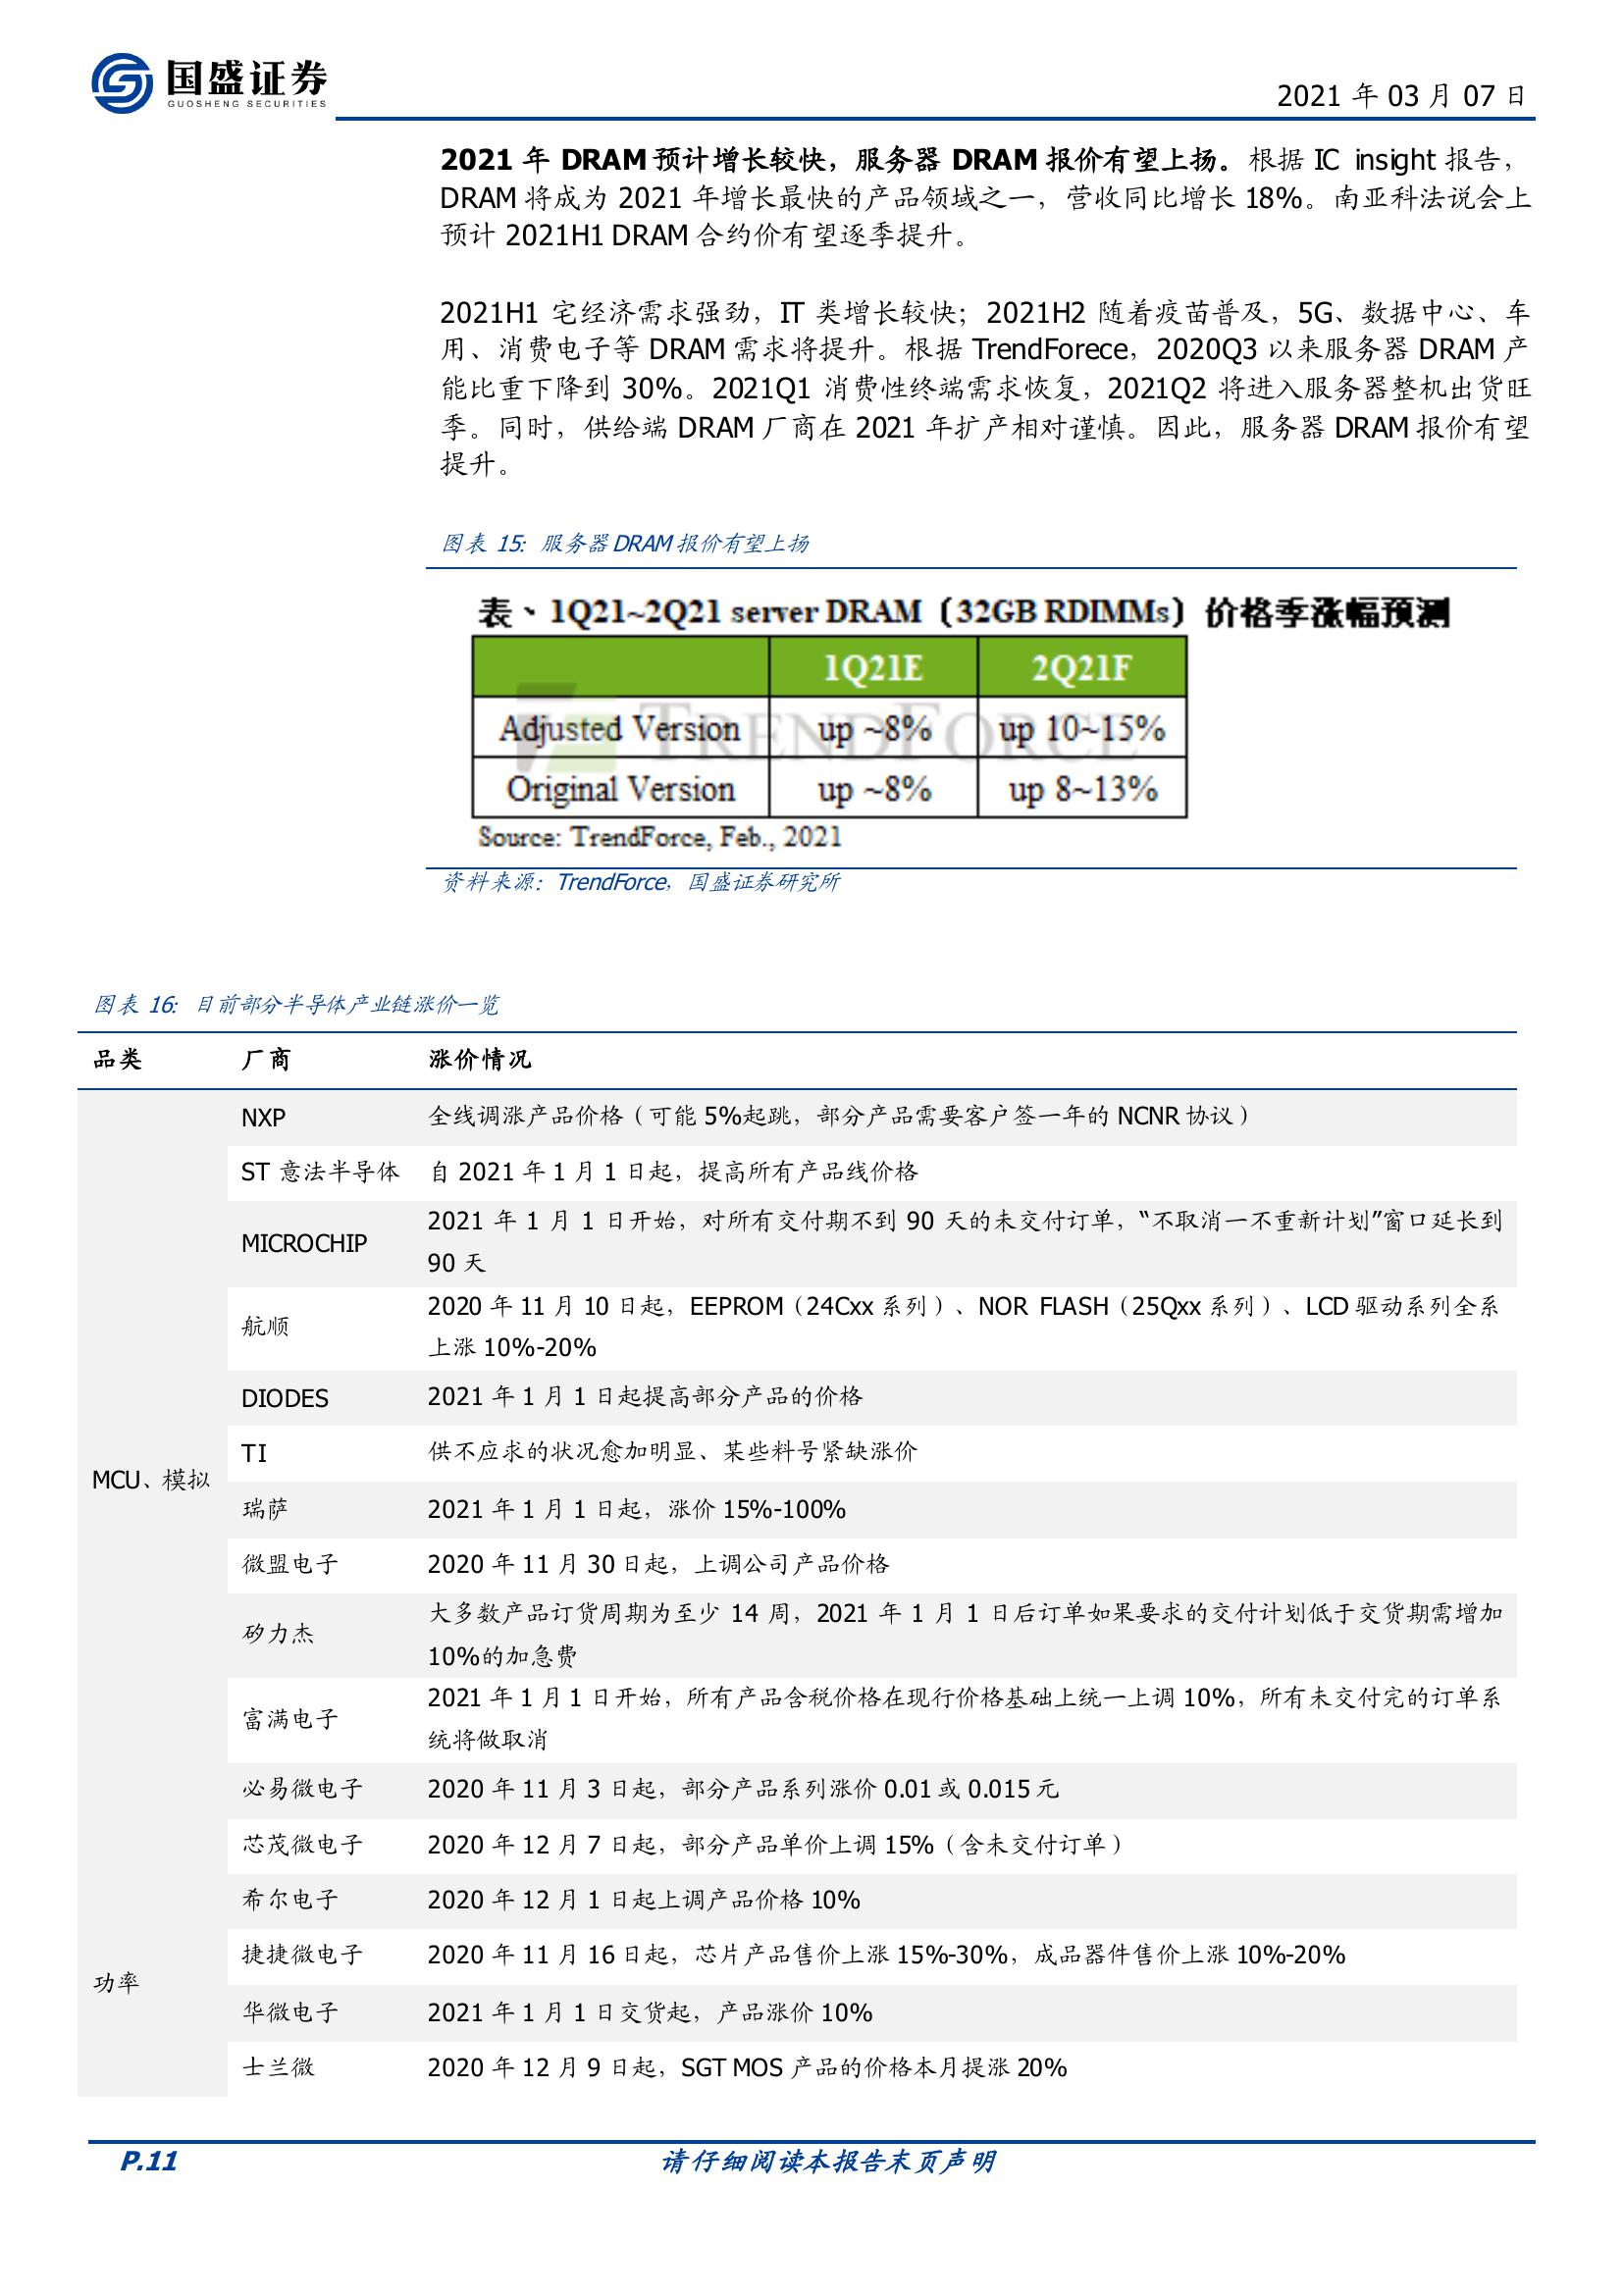 国盛证券
GUOSHENG SECURITIES
2021 年 03 月 07 日
2021 年 DRAM 预计增长较快，服务器 DRAM 报价有望上扬。根据 IC insight 报告，
DRAM 将成为 2021 年增长最快的产品领域之一，营收同比增长 18%。南亚科法说会上
预计 2021H1 DRAM 合约价有望逐季提升。
2021H1 宅经济需求强劲，IT 类增长较快；2021H2 随着疫苗普及，5G、数据中心、车
用、消费电子等 DRAM 需求将提升。根据 TrendForece，2020Q3 以来服务器 DRAM 产
能比重下降到 30%。2021Q1 消费性终端需求恢复，2021Q2 将进入服务器整机出货旺
季。同时，供给端 DRAM 厂商在 2021 年扩产相对谨慎。因此，服务器 DRAM 报价有望
提升。
图表 15：服务器 DRAM 报价有望上扬
表、1Q21~2Q21 server DRAM（32GB RDIMMs）价格季涨幅预测
1Q21E 2Q21F
TRENDFORCE
Adjusted Version up ~8% up 10~15%
Original Version up ~8% up 8~13%
Source: TrendForce, Feb., 2021
资料来源：TrendForce，国盛证券研究所
图表 16：目前部分半导体产业链涨价一览
品类 厂商 涨价情况
NXP 全线调涨产品价格（可能 5%起跳，部分产品需要客户签一年的 NCNR 协议）
ST 意法半导体 自 2021 年 1 月 1 日起，提高所有产品线价格
MICROCHIP 2021 年 1 月 1 日开始，对所有交付期不到 90 天的未交付订单，“不取消一不重新计划”窗口延长到
90 天
航顺 2020 年 11 月 10 日起，EEPROM（24Cxx 系列）、NOR FLASH（25Qxx 系列）、LCD 驱动系列全系
上涨 10%-20%
DIODES 2021 年 1 月 1 日起提高部分产品的价格
TI 供不应求的状况愈加明显、某些料号紧缺涨价
MCU、模拟
瑞萨 2021 年 1 月 1 日起，涨价 15%-100%
微盟电子 2020 年 11 月 30 日起，上调公司产品价格
矽力杰 大多数产品订货周期为至少 14 周，2021 年 1 月 1 日后订单如果要求的交付计划低于交货期需增加
10%的加急费
富满电子 2021 年 1 月 1 日开始，所有产品含税价格在现行价格基础上统一上调 10%，所有未交付完的订单系
统将做取消
必易微电子 2020 年 11 月 3 日起，部分产品系列涨价 0.01 或 0.015 元
芯茂微电子 2020 年 12 月 7 日起，部分产品单价上调 15%（含未交付订单）
希尔电子 2020 年 12 月 1 日起上调产品价格 10%
捷捷微电子 2020 年 11 月 16 日起，芯片产品售价上涨 15%-30%，成品器件售价上涨 10%-20%
功率
华微电子 2021 年 1 月 1 日交货起，产品涨价 10%
士兰微 2020 年 12 月 9 日起，SGT MOS 产品的价格本月提涨 20%
P.11 请仔细阅读本报告末页声明